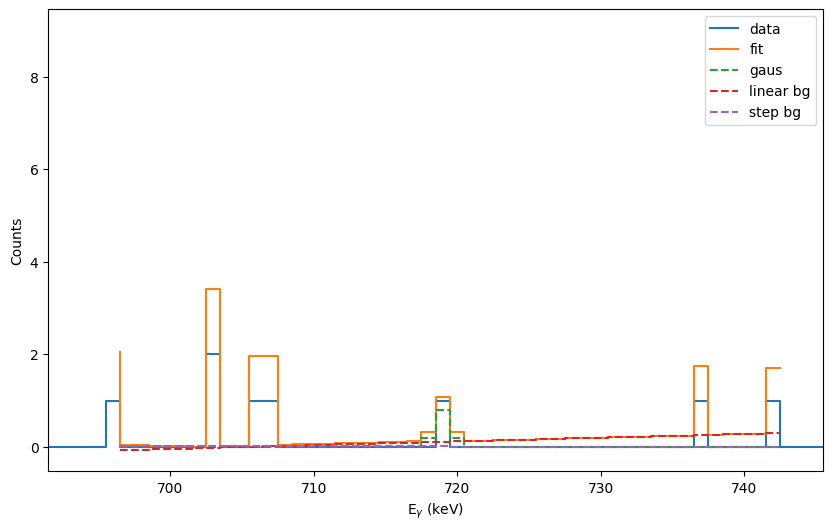 data
fit
gaus
linear bg
step bg
8
6
4
2
0
Counts
700
710
720
730
740
Eγ (keV)